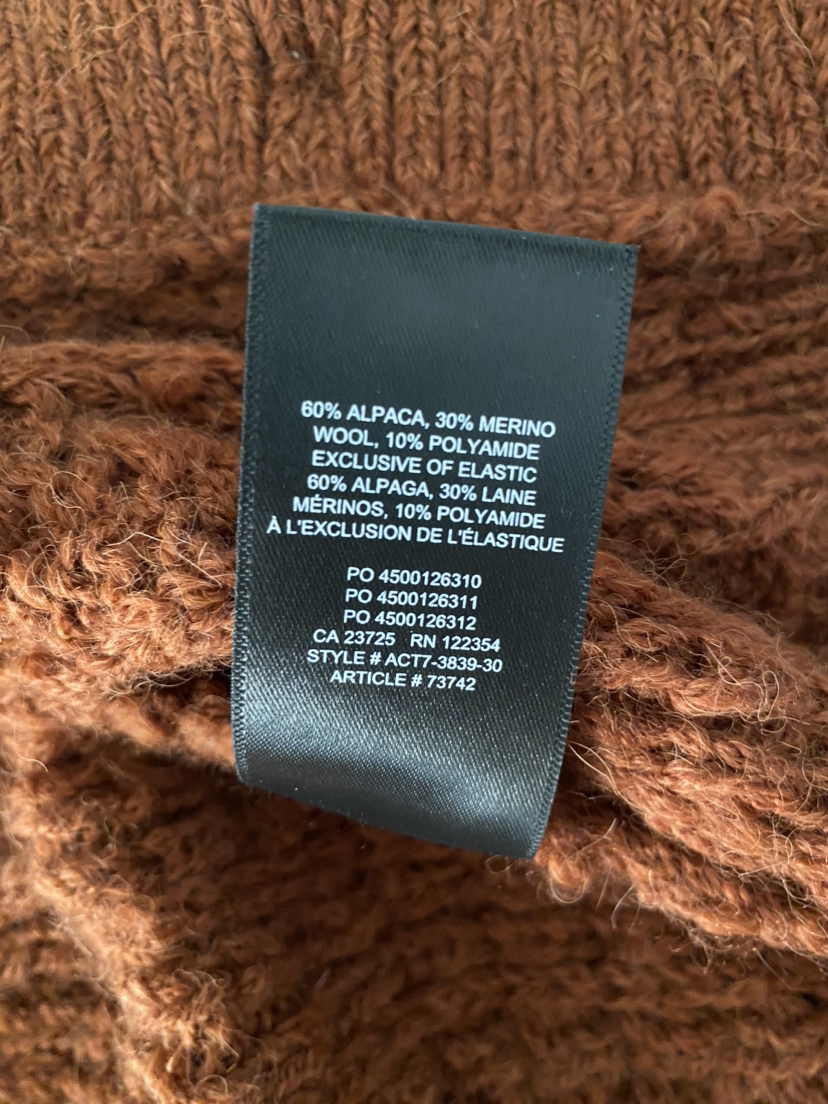 60% ALPACA, 30% MERINO
WOOL, 10% POLYAMIDE
EXCLUSIVE OF ELASTIC
60% ALPAGA, 30% LAINE
MÉRINOS, 10% POLYAMIDE
À L'EXCLUSION DE L'ÉLASTIQUE
PO 4500126310
PO 4500126311
PO 4500126312
CA 23725 RN 122354
STYLE # ACT7-3839-30
ARTICLE # 73742